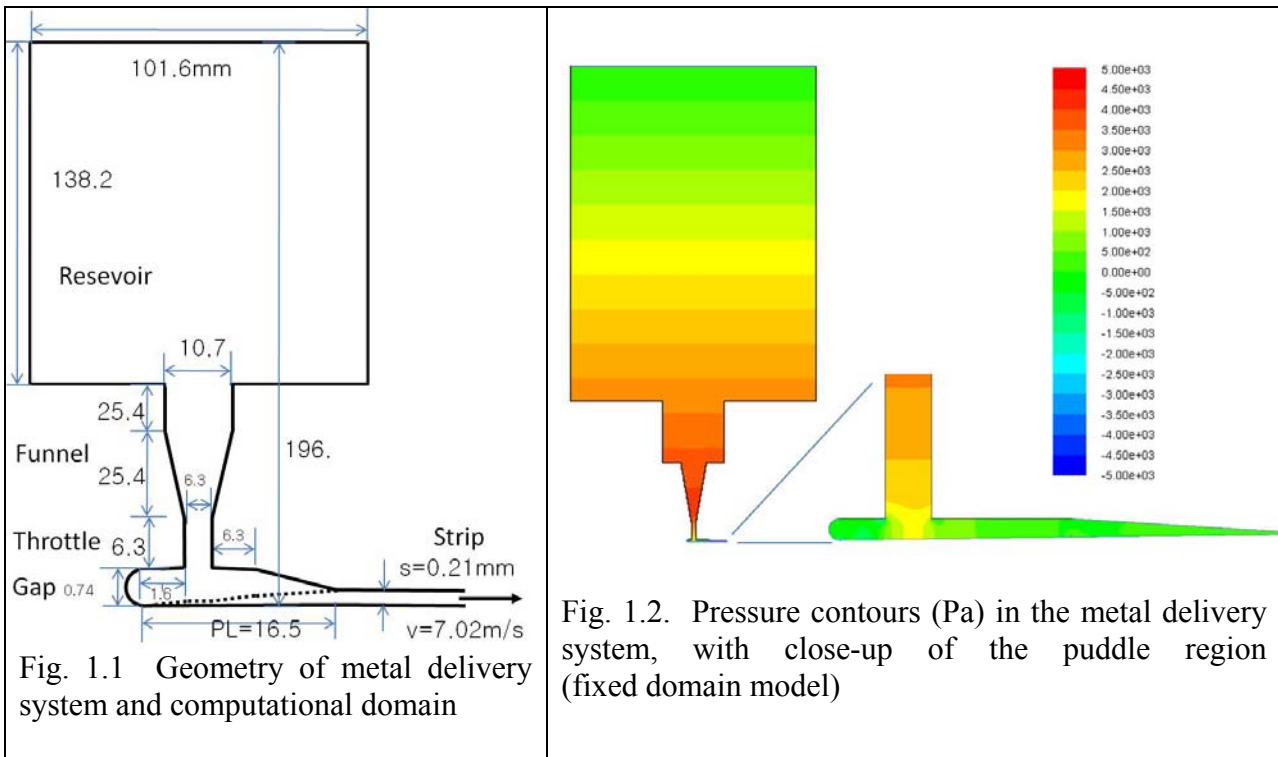 101.6mm
138.2
Resevoir
10.7
25.4
Funnel
196.
25.4
6.3
Throttle
6.3
6.3
Strip
s=0.21mm
Gap 0.74
1.6
PL=16.5
v=7.02m/s
Fig. 1.1 Geometry of metal delivery
system and computational domain
5.00e+03
4.50e+03
4.00e+03
3.50e+03
3.00e+03
2.50e+03
2.00e+03
1.50e+03
1.00e+03
5.00e+02
0.00e+00
-5.00e+02
-1.00e+03
-1.50e+03
-2.00e+03
-2.50e+03
-3.00e+03
-3.50e+03
-4.00e+03
-4.50e+03
-5.00e+03
Fig. 1.2. Pressure contours (Pa) in the metal delivery
system, with close-up of the puddle region
(fixed domain model)